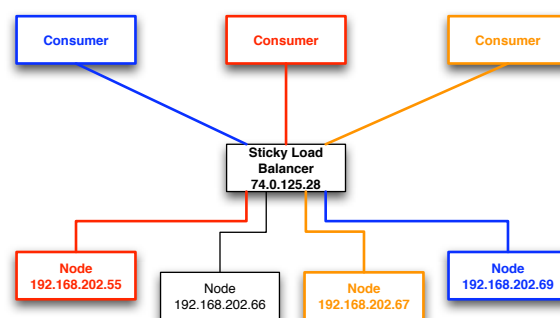 Consumer
Consumer
Consumer
Sticky Load
Balancer
74.0.125.28
Node
192.168.202.55
Node
192.168.202.66
Node
192.168.202.67
Node
192.168.202.69